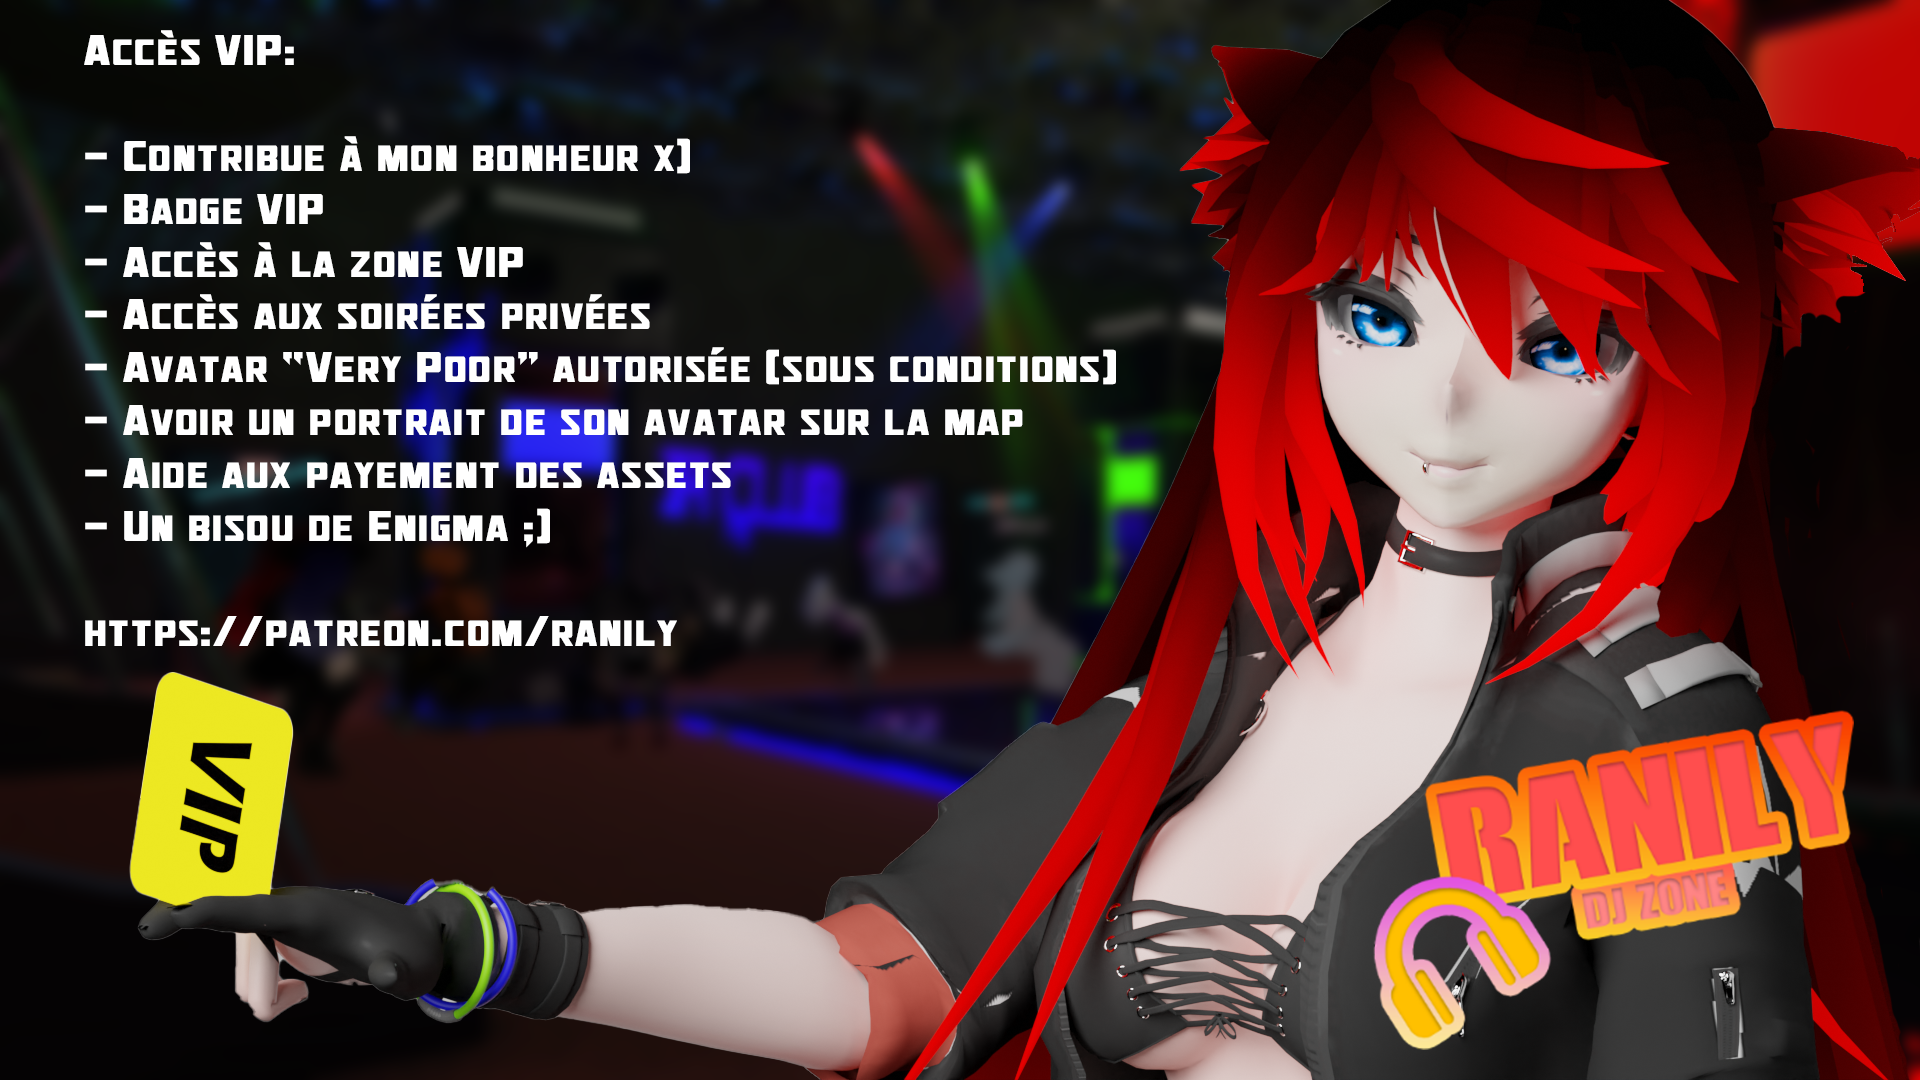 Accès VIP:
- Contribue à mon bonheur x)
- Badge VIP
- Accès à la zone VIP
- Accès aux soirées privées
- Avatar “Very Poor” autorisée (sous conditions)
- Avoir un portrait de son avatar sur la map
- Aide aux payement des assets
- Un bisou de Enigma ;)
https://patreon.com/ranily
VIP
RANILY
DJ ZONE